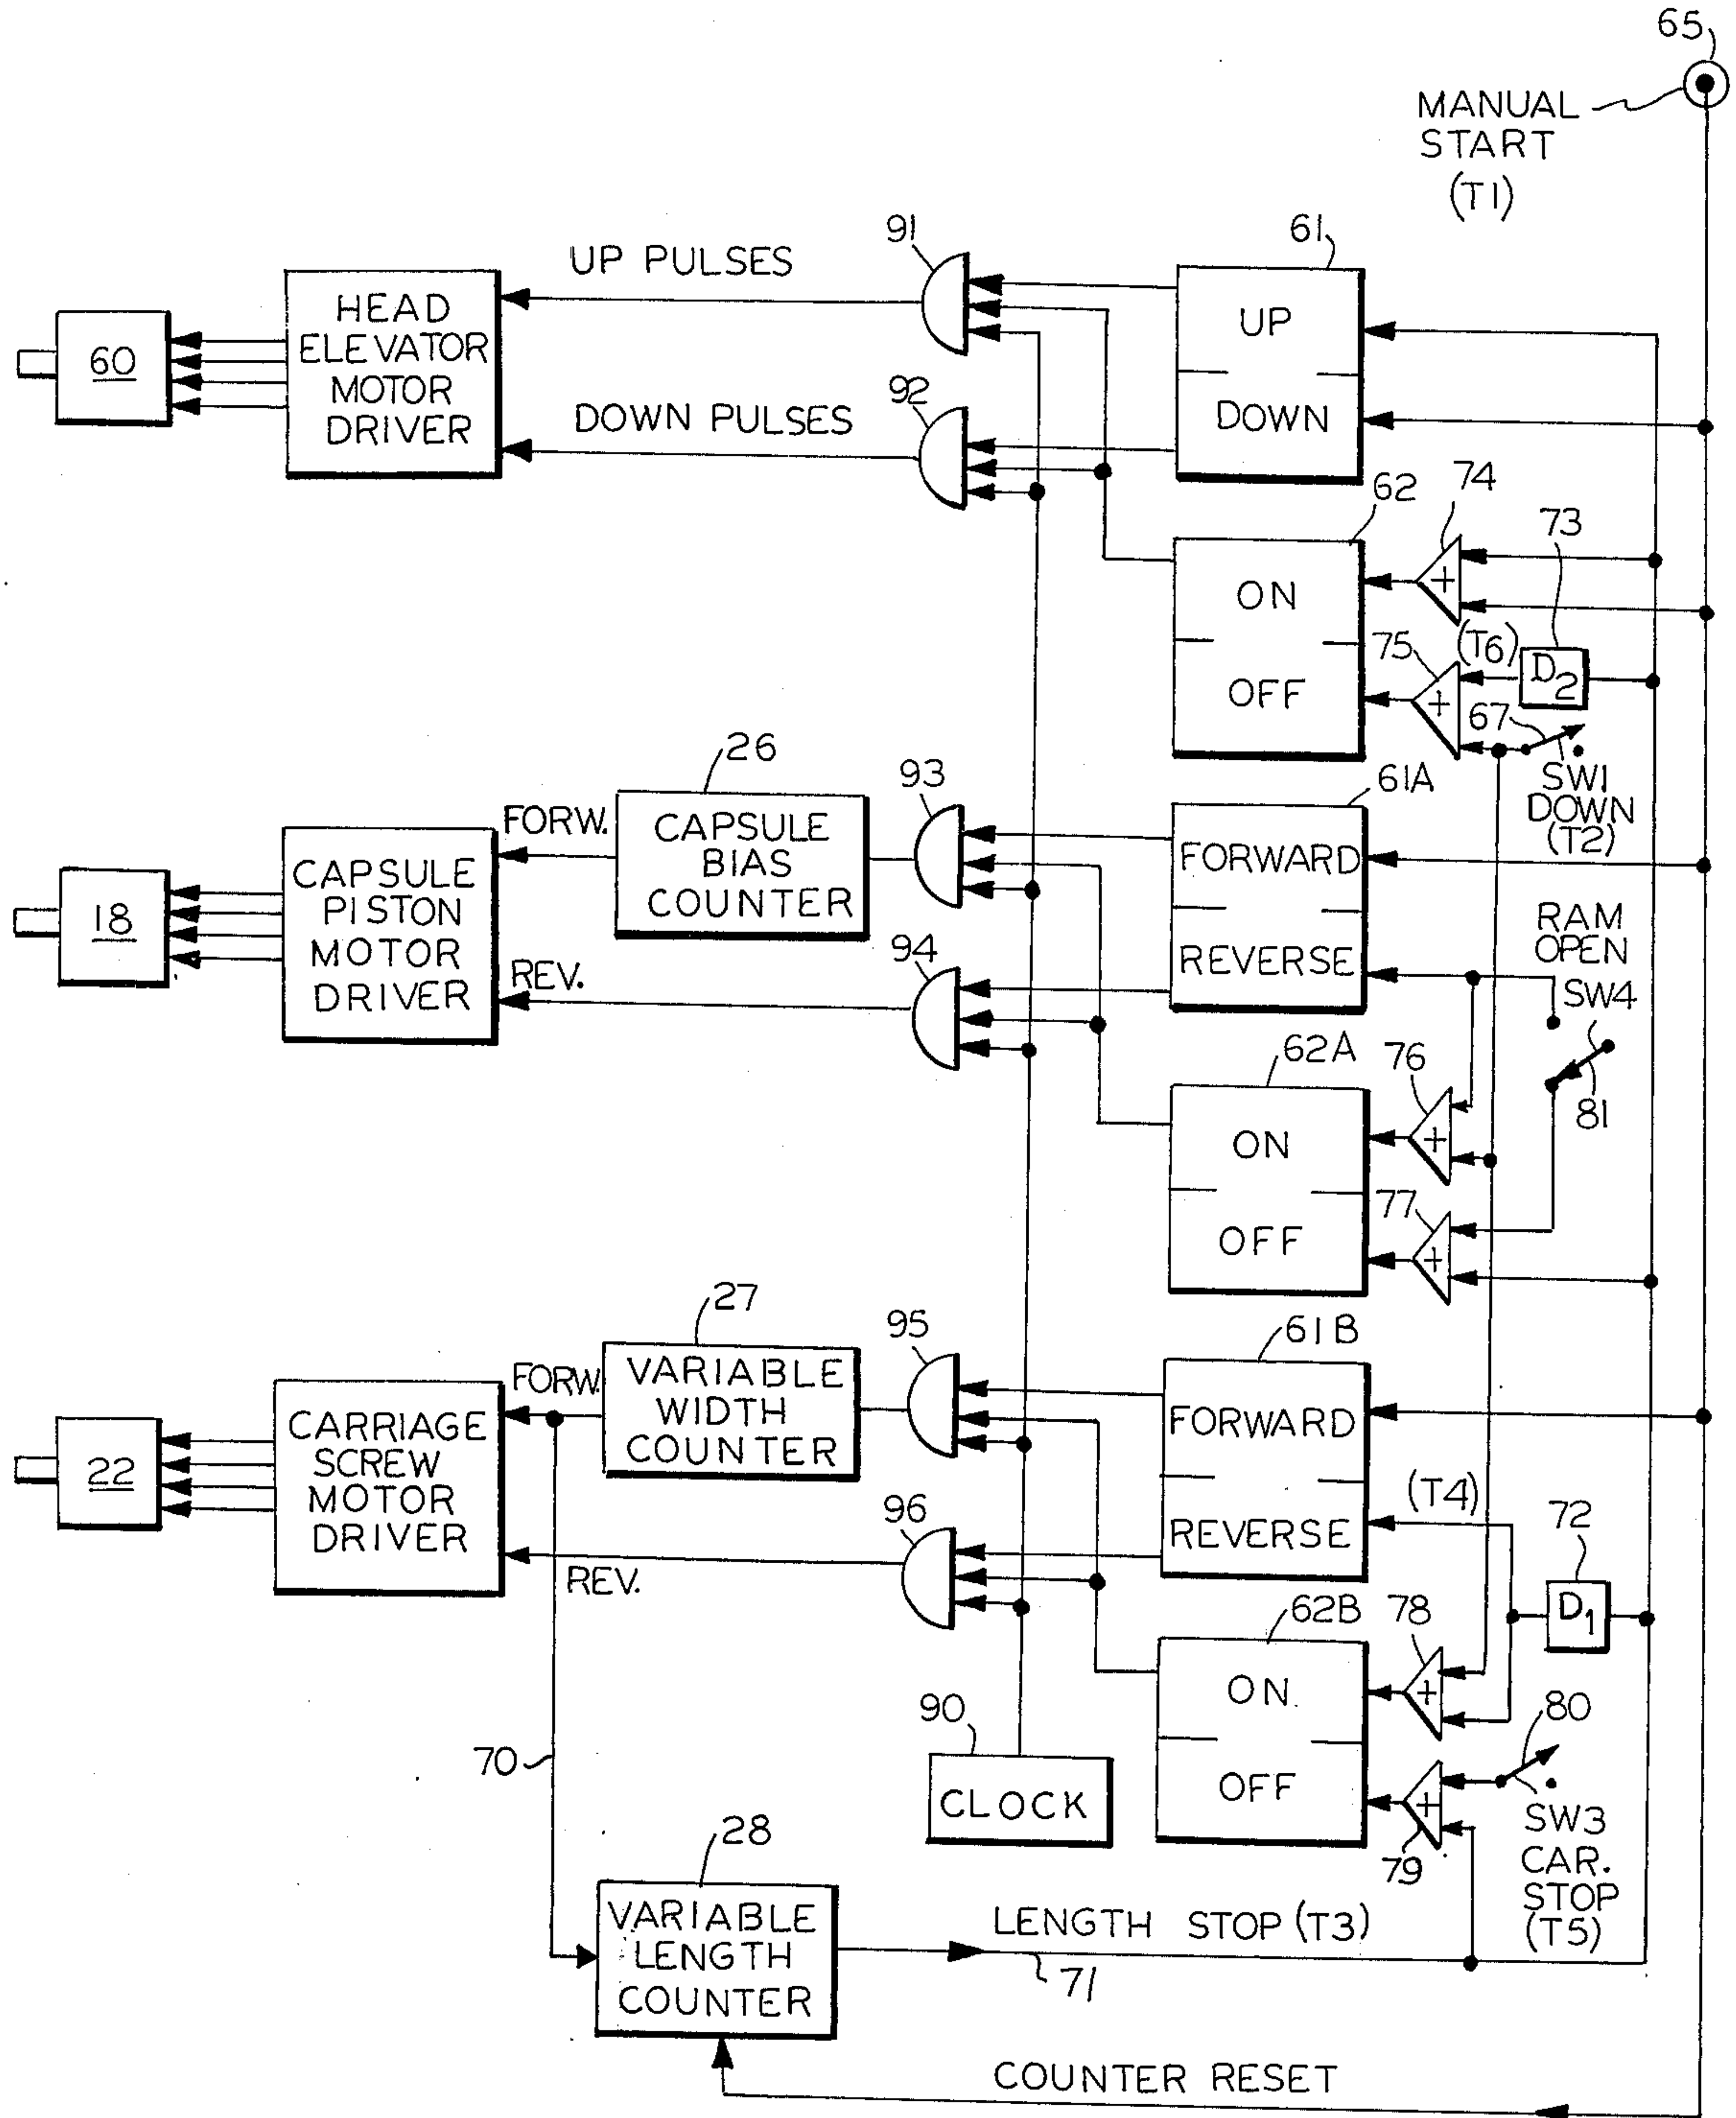 65
MANUAL
START
(T1)
91
61
UP PULSES
UP
DOWN
HEAD
ELEVATOR
MOTOR
DRIVER
60
92
DOWN PULSES
74
62
73
ON
OFF
+
75
(T6)
D2
+
67
SW1
DOWN
(T2)
26
93
61A
FORW.
CAPSULE
BIAS
COUNTER
FORWARD
REVERSE
CAPSULE
PISTON
MOTOR
DRIVER
18
94
REV.
RAM
OPEN
SW4
81
62A
76
ON
OFF
+
77
+
27
95
61B
FORW.
VARIABLE
WIDTH
COUNTER
FORWARD
REVERSE
CARRIAGE
SCREW
MOTOR
DRIVER
22
96
REV.
(T4)
72
D1
62B
78
ON
OFF
+
80
+
79
SW3
CAR.
STOP
(T5)
90
CLOCK
70
28
VARIABLE
LENGTH
COUNTER
LENGTH STOP (T3)
71
COUNTER RESET